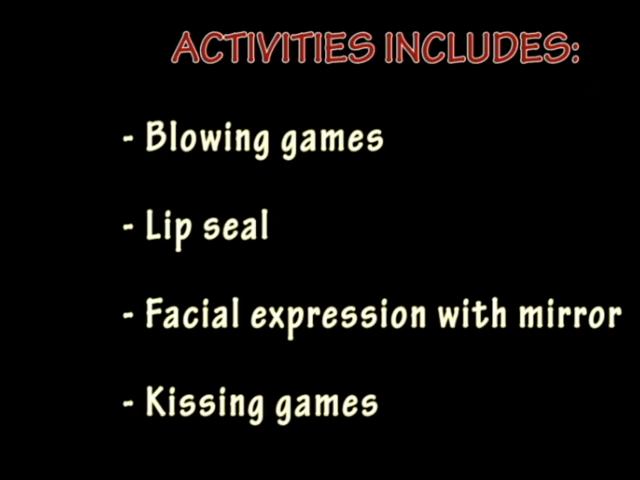 ACTIVITIES INCLUDES:
- Blowing games
- Lip seal
- Facial expression with mirror
- Kissing games